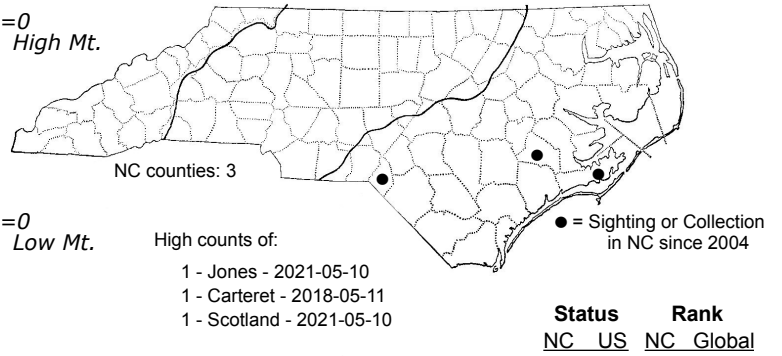 =0
High Mt.
NC counties: 3
=0
Low Mt.
● = Sighting or Collection
in NC since 2004
High counts of:
1 - Jones - 2021-05-10
1 - Carteret - 2018-05-11
1 - Scotland - 2021-05-10
Status Rank
NC US NC Global